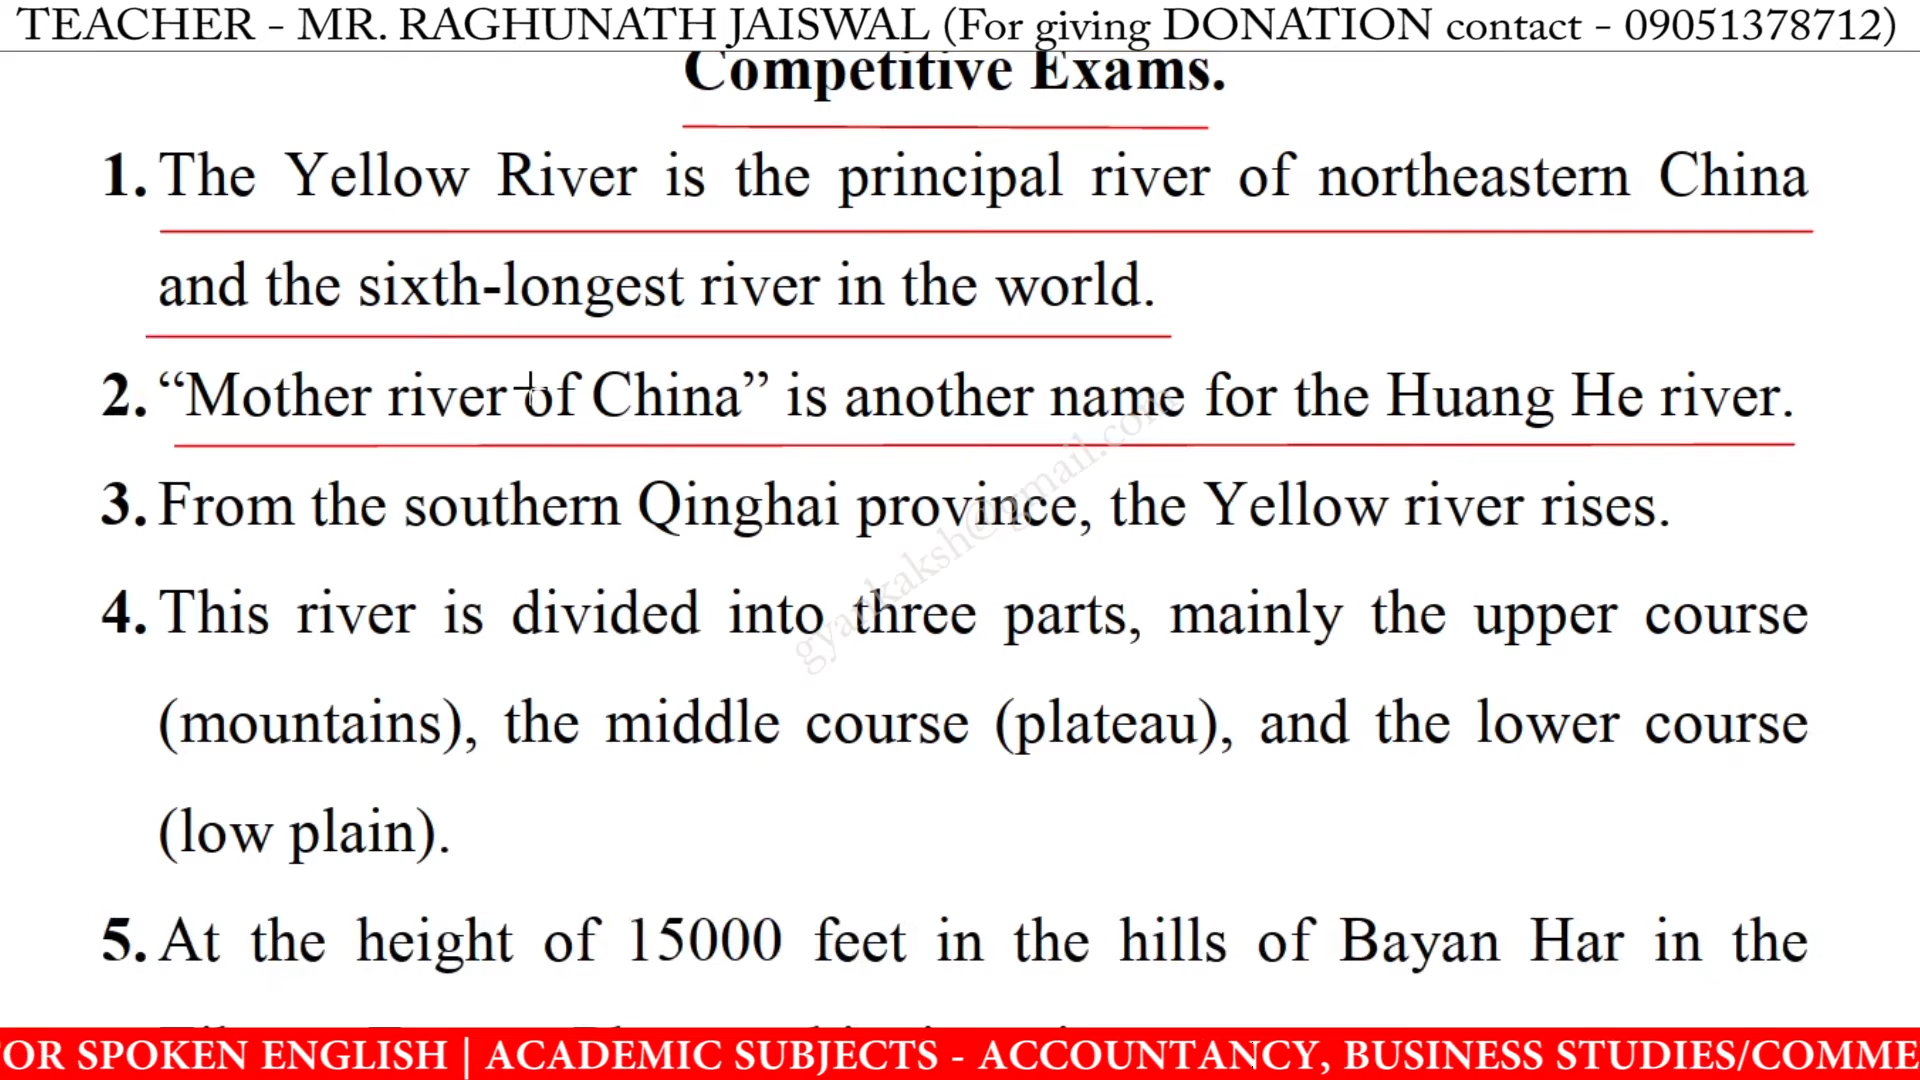 TEACHER - MR. RAGHUNATH JAISWAL (For giving DONATION contact - 09051378712)
Competitive Exams.
1. The Yellow River is the principal river of northeastern China
and the sixth-longest river in the world.
2. “Mother river of China” is another name for the Huang He river.
3. From the southern Qinghai province, the Yellow river rises.
4. This river is divided into three parts, mainly the upper course
(mountains), the middle course (plateau), and the lower course
(low plain).
5. At the height of 15000 feet in the hills of Bayan Har in the
gyankaksh@gmail.com
OR SPOKEN ENGLISH | ACADEMIC SUBJECTS - ACCOUNTANCY, BUSINESS STUDIES/COMME